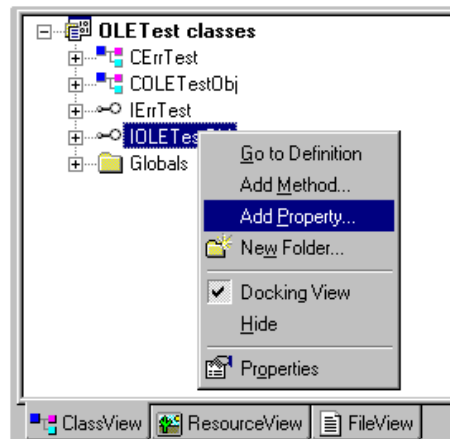 OLETest classes
CErrTest
COLETestObj
IErrTest
IOLETes
Globals
Go to Definition
Add Method...
Add Property...
New Folder...
Docking View
Hide
Properties
ClassView ResourceView FileView